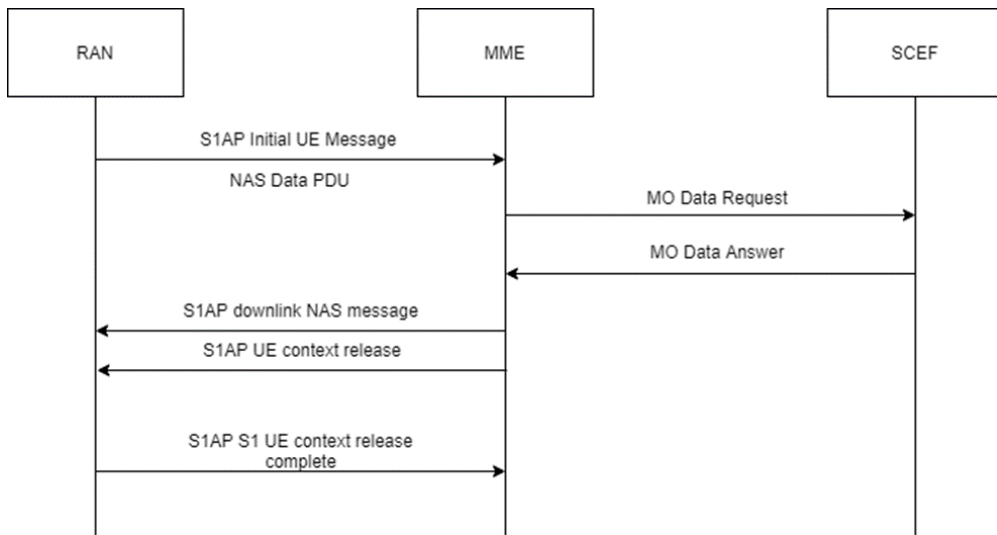 RAN
MME
SCEF
S1AP Initial UE Message
NAS Data PDU
MO Data Request
MO Data Answer
S1AP downlink NAS message
S1AP UE context release
S1AP S1 UE context release
complete